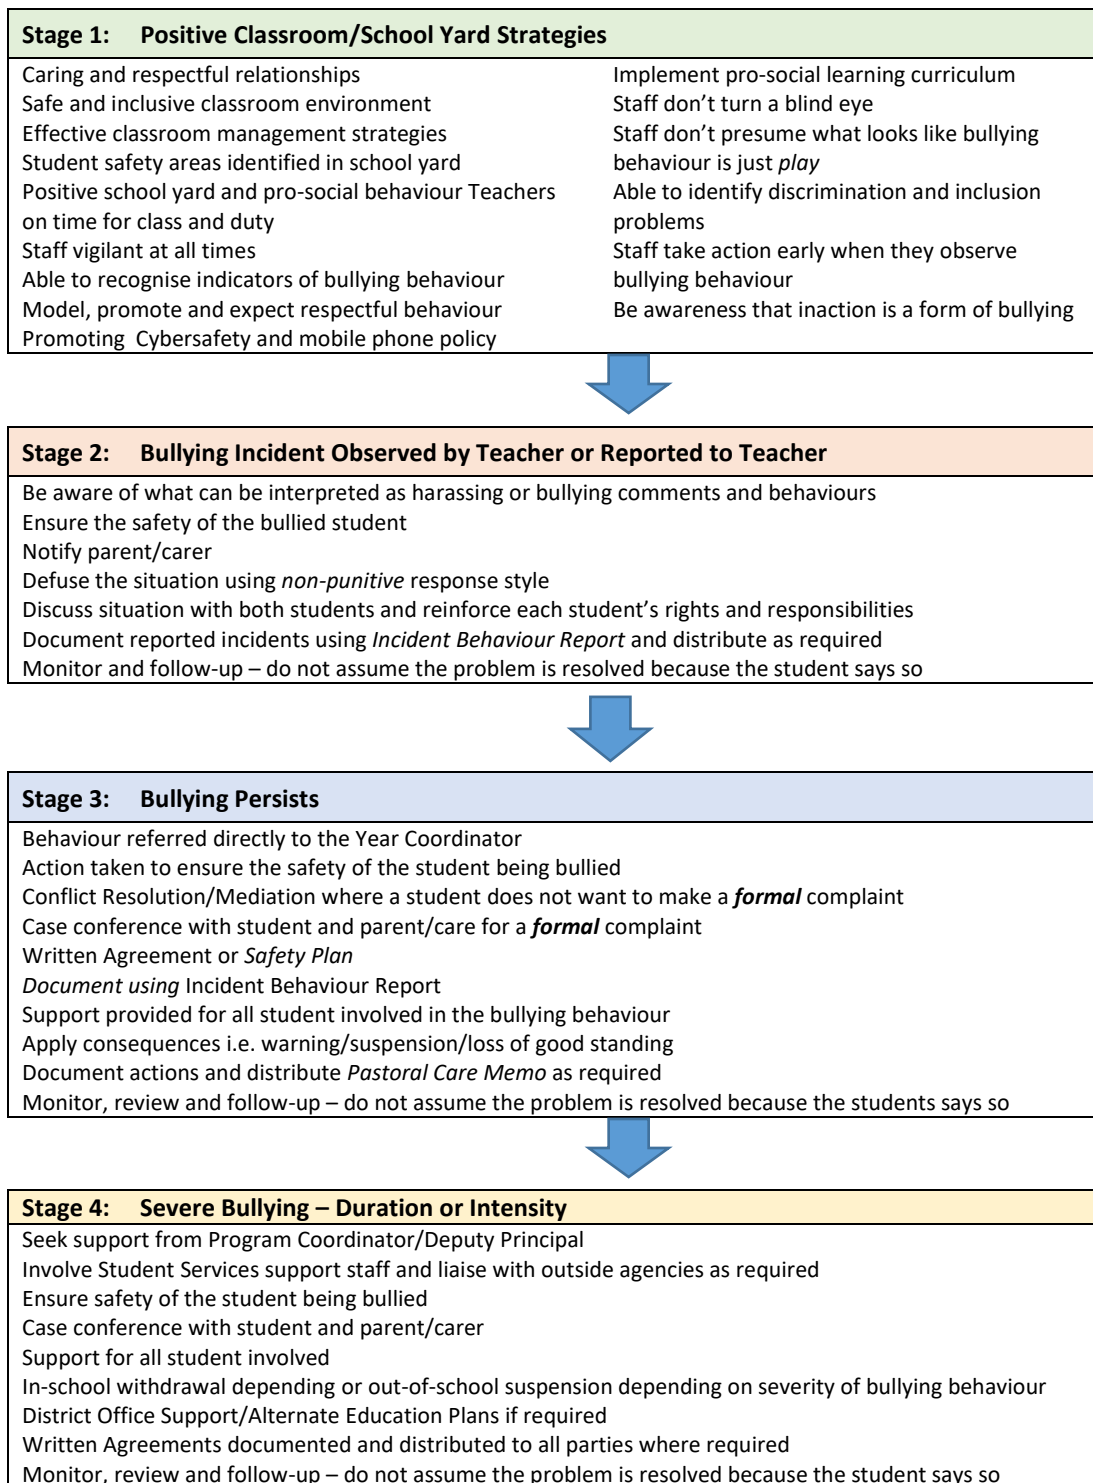 Stage 1: Positive Classroom/School Yard Strategies
Caring and respectful relationships
Safe and inclusive classroom environment
Effective classroom management strategies
Student safety areas identified in school yard
Positive school yard and pro-social behaviour Teachers
on time for class and duty
Staff vigilant at all times
Able to recognise indicators of bullying behaviour
Model, promote and expect respectful behaviour
Promoting Cybersafety and mobile phone policy
Implement pro-social learning curriculum
Staff don’t turn a blind eye
Staff don’t presume what looks like bullying
behaviour is just play
Able to identify discrimination and inclusion
problems
Staff take action early when they observe
bullying behaviour
Be awareness that inaction is a form of bullying
Stage 2: Bullying Incident Observed by Teacher or Reported to Teacher
Be aware of what can be interpreted as harassing or bullying comments and behaviours
Ensure the safety of the bullied student
Notify parent/carer
Defuse the situation using non-punitive response style
Discuss situation with both students and reinforce each student’s rights and responsibilities
Document reported incidents using Incident Behaviour Report and distribute as required
Monitor and follow-up – do not assume the problem is resolved because the student says so
Stage 3: Bullying Persists
Behaviour referred directly to the Year Coordinator
Action taken to ensure the safety of the student being bullied
Conflict Resolution/Mediation where a student does not want to make a formal complaint
Case conference with student and parent/care for a formal complaint
Written Agreement or Safety Plan
Document using Incident Behaviour Report
Support provided for all student involved in the bullying behaviour
Apply consequences i.e. warning/suspension/loss of good standing
Document actions and distribute Pastoral Care Memo as required
Monitor, review and follow-up – do not assume the problem is resolved because the students says so
Stage 4: Severe Bullying – Duration or Intensity
Seek support from Program Coordinator/Deputy Principal
Involve Student Services support staff and liaise with outside agencies as required
Ensure safety of the student being bullied
Case conference with student and parent/carer
Support for all student involved
In-school withdrawal depending or out-of-school suspension depending on severity of bullying behaviour
District Office Support/Alternate Education Plans if required
Written Agreements documented and distributed to all parties where required
Monitor, review and follow-up – do not assume the problem is resolved because the student says so